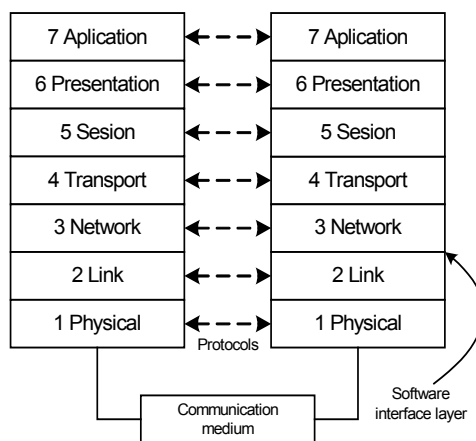 7 Aplication
7 Aplication
6 Presentation
6 Presentation
5 Sesion
5 Sesion
4 Transport
4 Transport
3 Network
3 Network
2 Link
2 Link
1 Physical
1 Physical
Protocols
Software
interface layer
Communication
medium